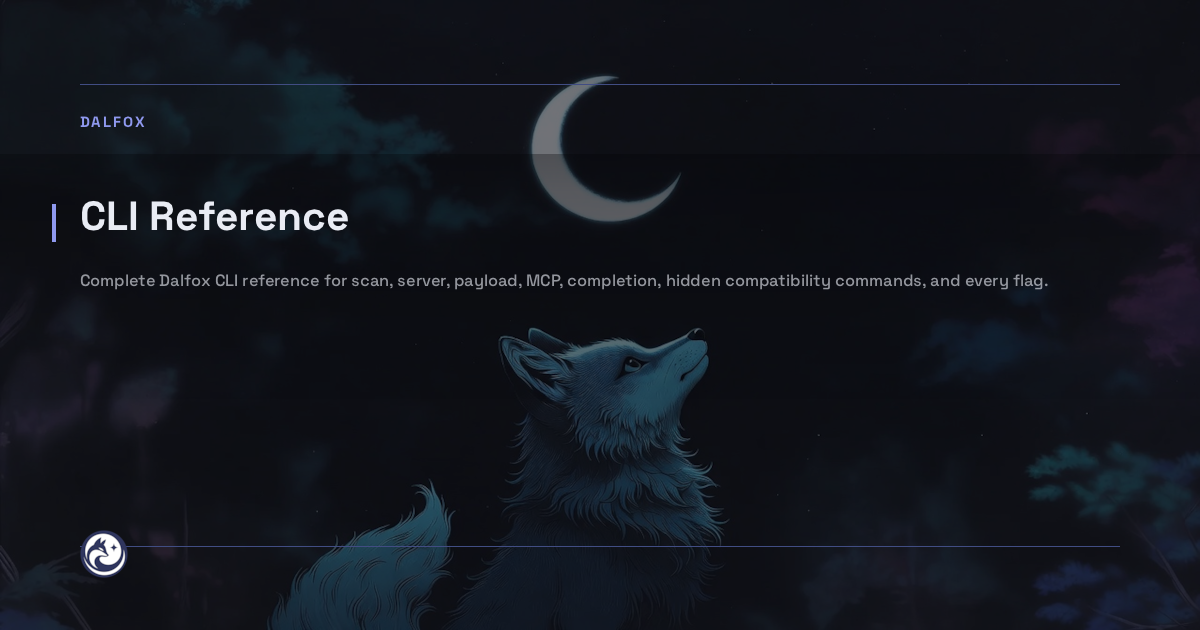 DALFOX
CLI Reference
Complete Dalfox CLI reference for scan, server, payload, MCP, completion, hidden compatibility commands, and every flag.